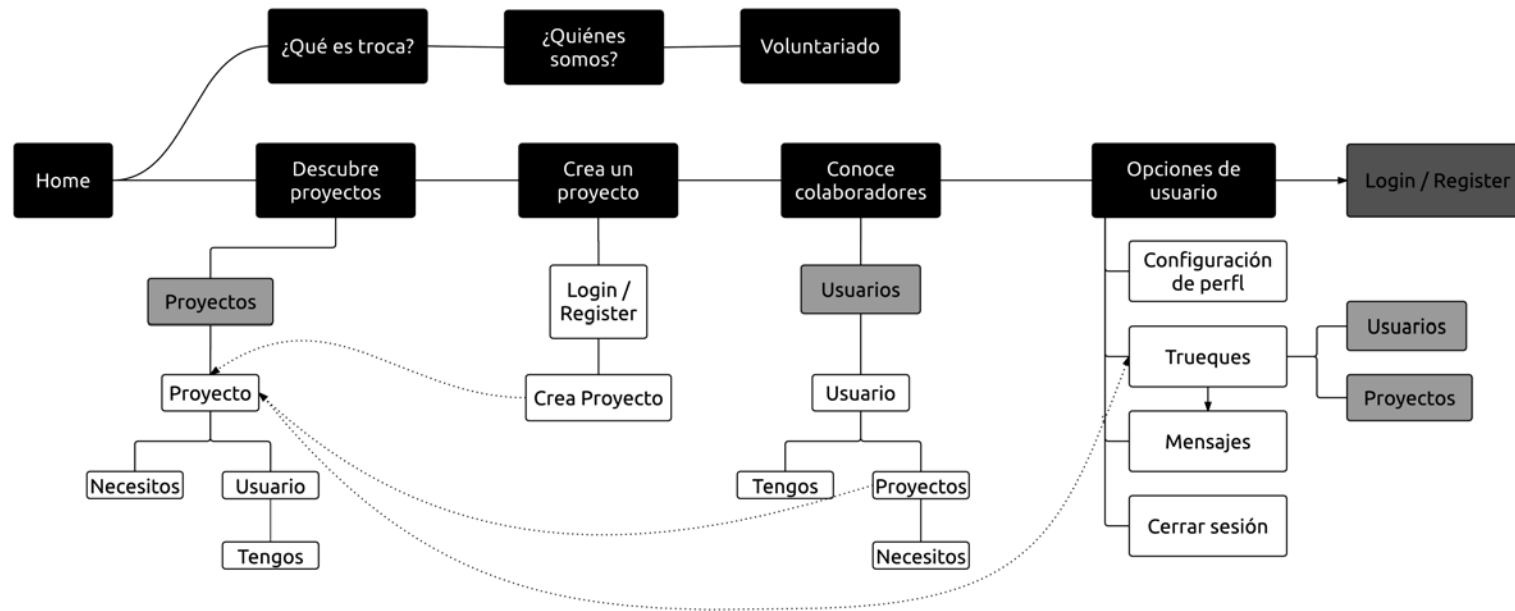 ¿Qué es troca?
¿Quiénes
somos?
Voluntariado
Home
Descubre
proyectos
Crea un
proyecto
Conoce
colaboradores
Opciones de
usuario
Login / Register
Proyectos
Login /
Register
Usuarios
Configuración
de perfl
Usuarios
Trueques
Proyecto
Crea Proyecto
Usuario
Proyectos
Mensajes
Necesitos
Usuario
Tengos
Proyectos
Cerrar sesión
Tengos
Necesitos